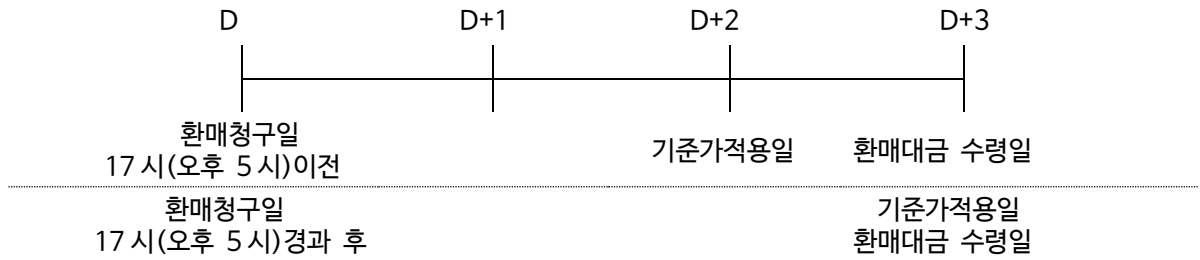 D D+1 D+2 D+3
환매청구일
17시(오후 5시)이전
기준가적용일 환매대금 수령일
환매청구일
17시(오후 5시)경과 후
기준가적용일
환매대금 수령일